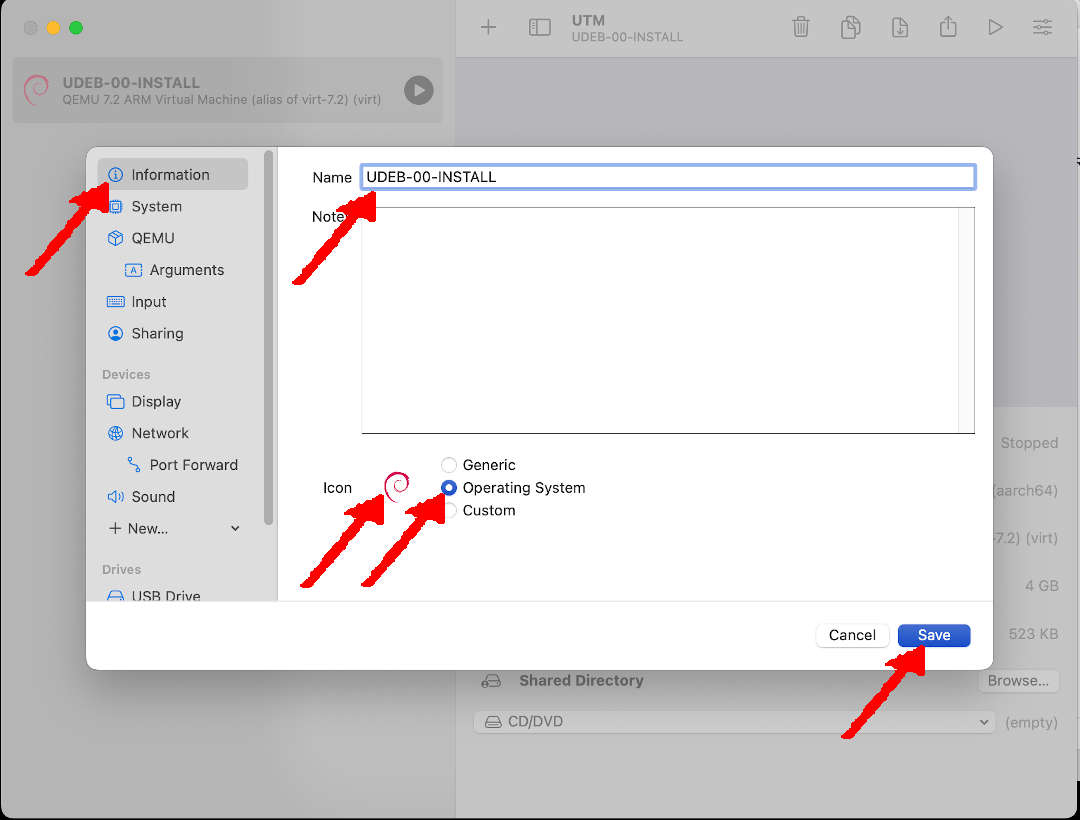 UTM
UDEB-00-INSTALL
UDEB-00-INSTALL
QEMU 7.2 ARM Virtual Machine (alias of virt-7.2) (virt)
Information
System
QEMU
A
Arguments
Input
Sharing
Devices
Display
Network
Port Forward
Sound
New...
Drives
USB Drive
Name
UDEB-00-INSTALL
Note
Icon
Generic
Operating System
Custom
Cancel
Save
Stopped
(aarch64)
-7.2) (virt)
4 GB
523 KB
Shared Directory
Browse...
CD/DVD
(empty)